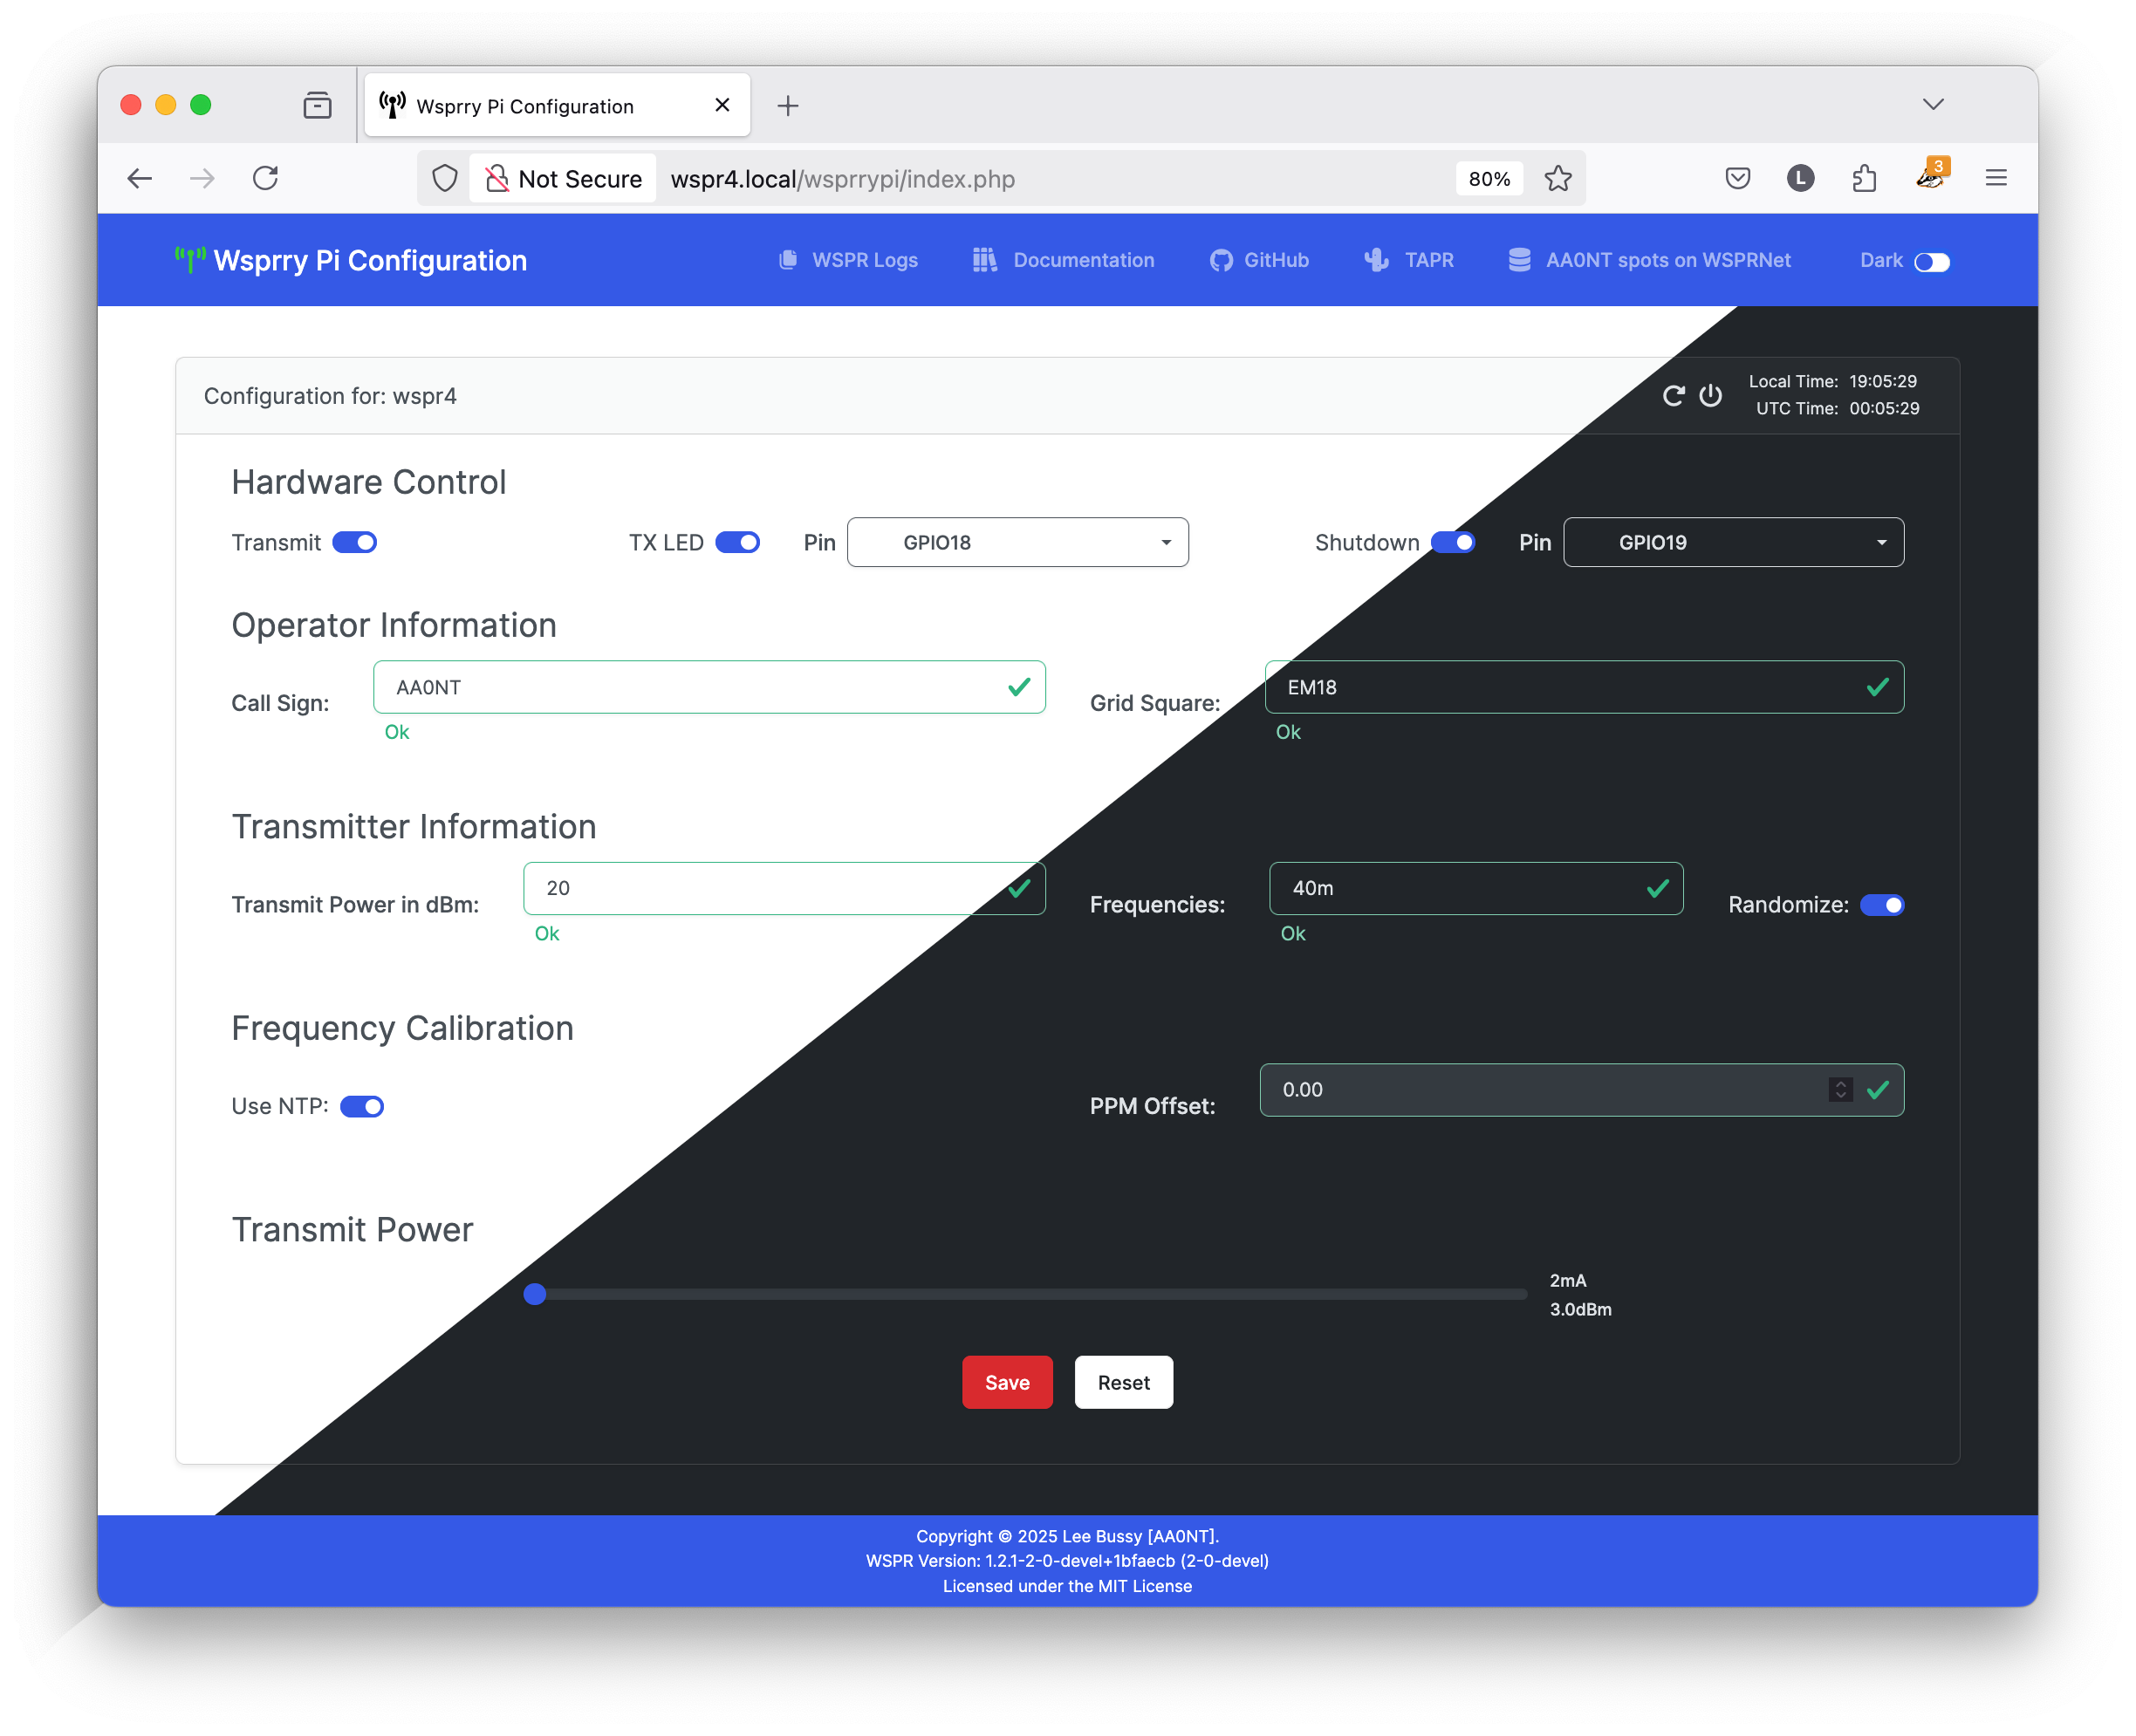 Wsprry Pi Configuration
Not Secure wspr4.local/wsprrypi/index.php 80% L 3
Wsprry Pi Configuration WSPR Logs Documentation GitHub TAPR AA0NT spots on WSPRNet Dark
Configuration for: wspr4
Local Time: 19:05:29
UTC Time: 00:05:29
Hardware Control
Transmit TX LED Pin GPIO18 Shutdown Pin GPIO19
Operator Information
Call Sign: AA0NT Grid Square: EM18
Ok Ok
Transmitter Information
Transmit Power in dBm: 20 Frequencies: 40m Randomize:
Ok Ok
Frequency Calibration
Use NTP: PPM Offset: 0.00
Transmit Power
2mA
3.0dBm
Save Reset
Copyright © 2025 Lee Bussy [AA0NT].
WSPR Version: 1.2.1-2-0-devel+1bfaecb (2-0-devel)
Licensed under the MIT License